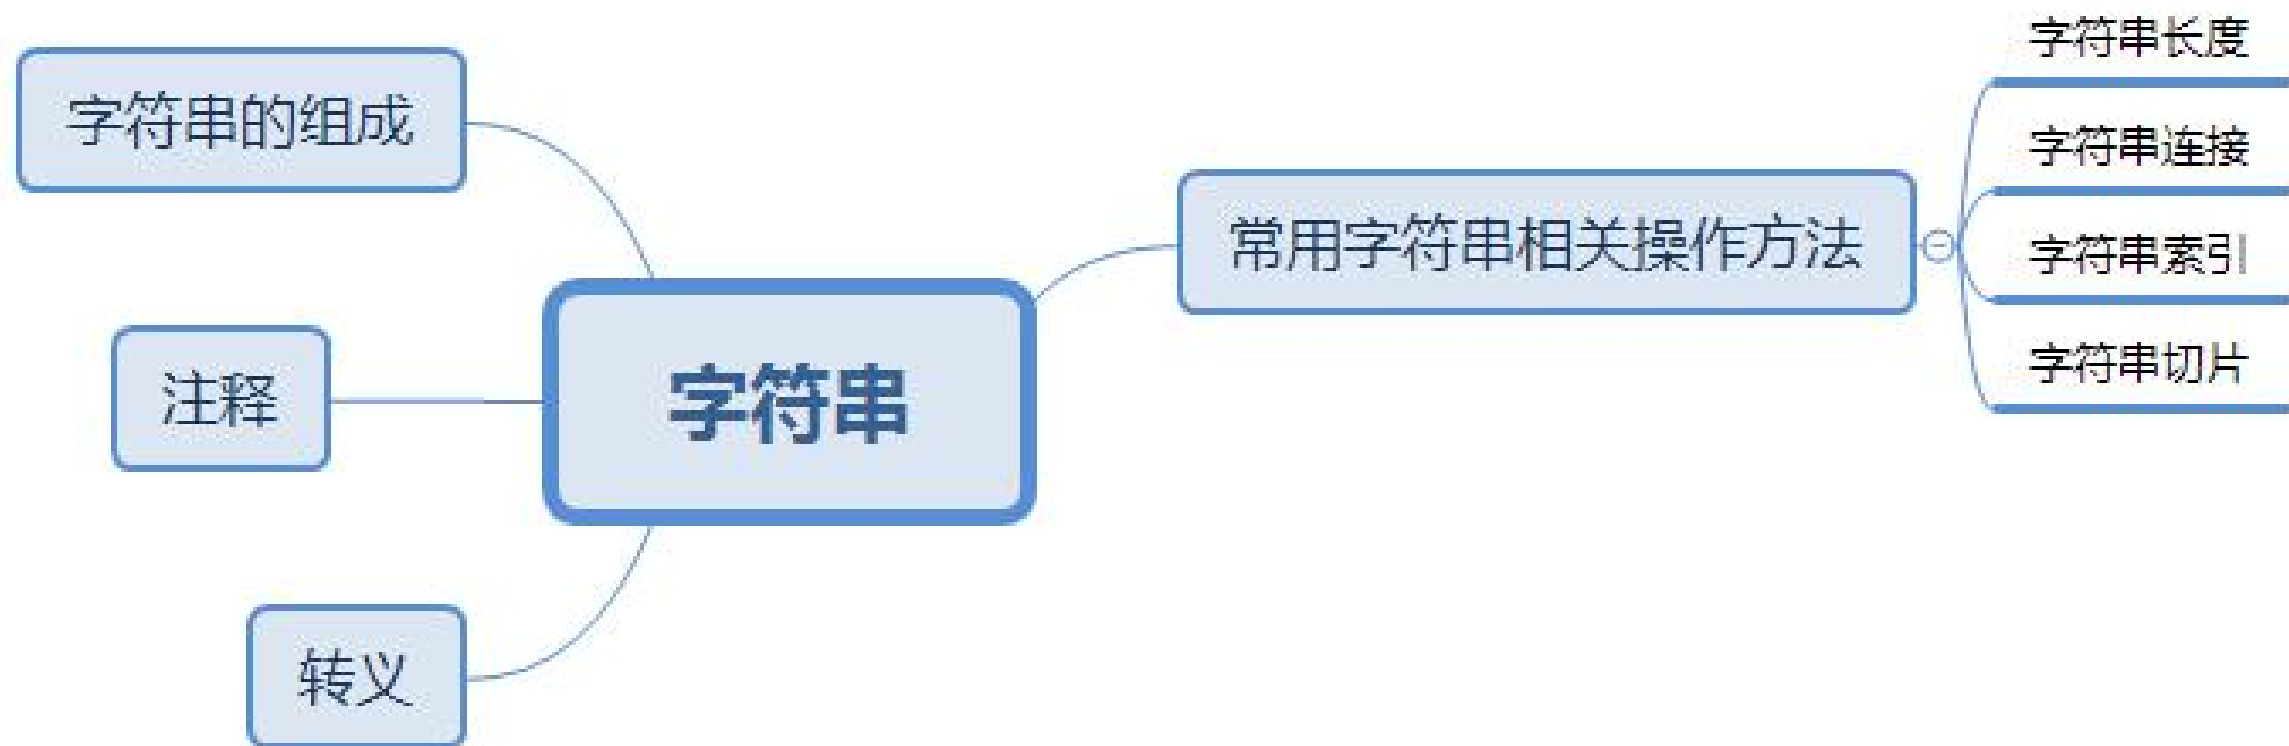 字符串的组成
注释
转义
字符串
常用字符串相关操作方法
字符串长度
字符串连接
字符串索引
字符串切片